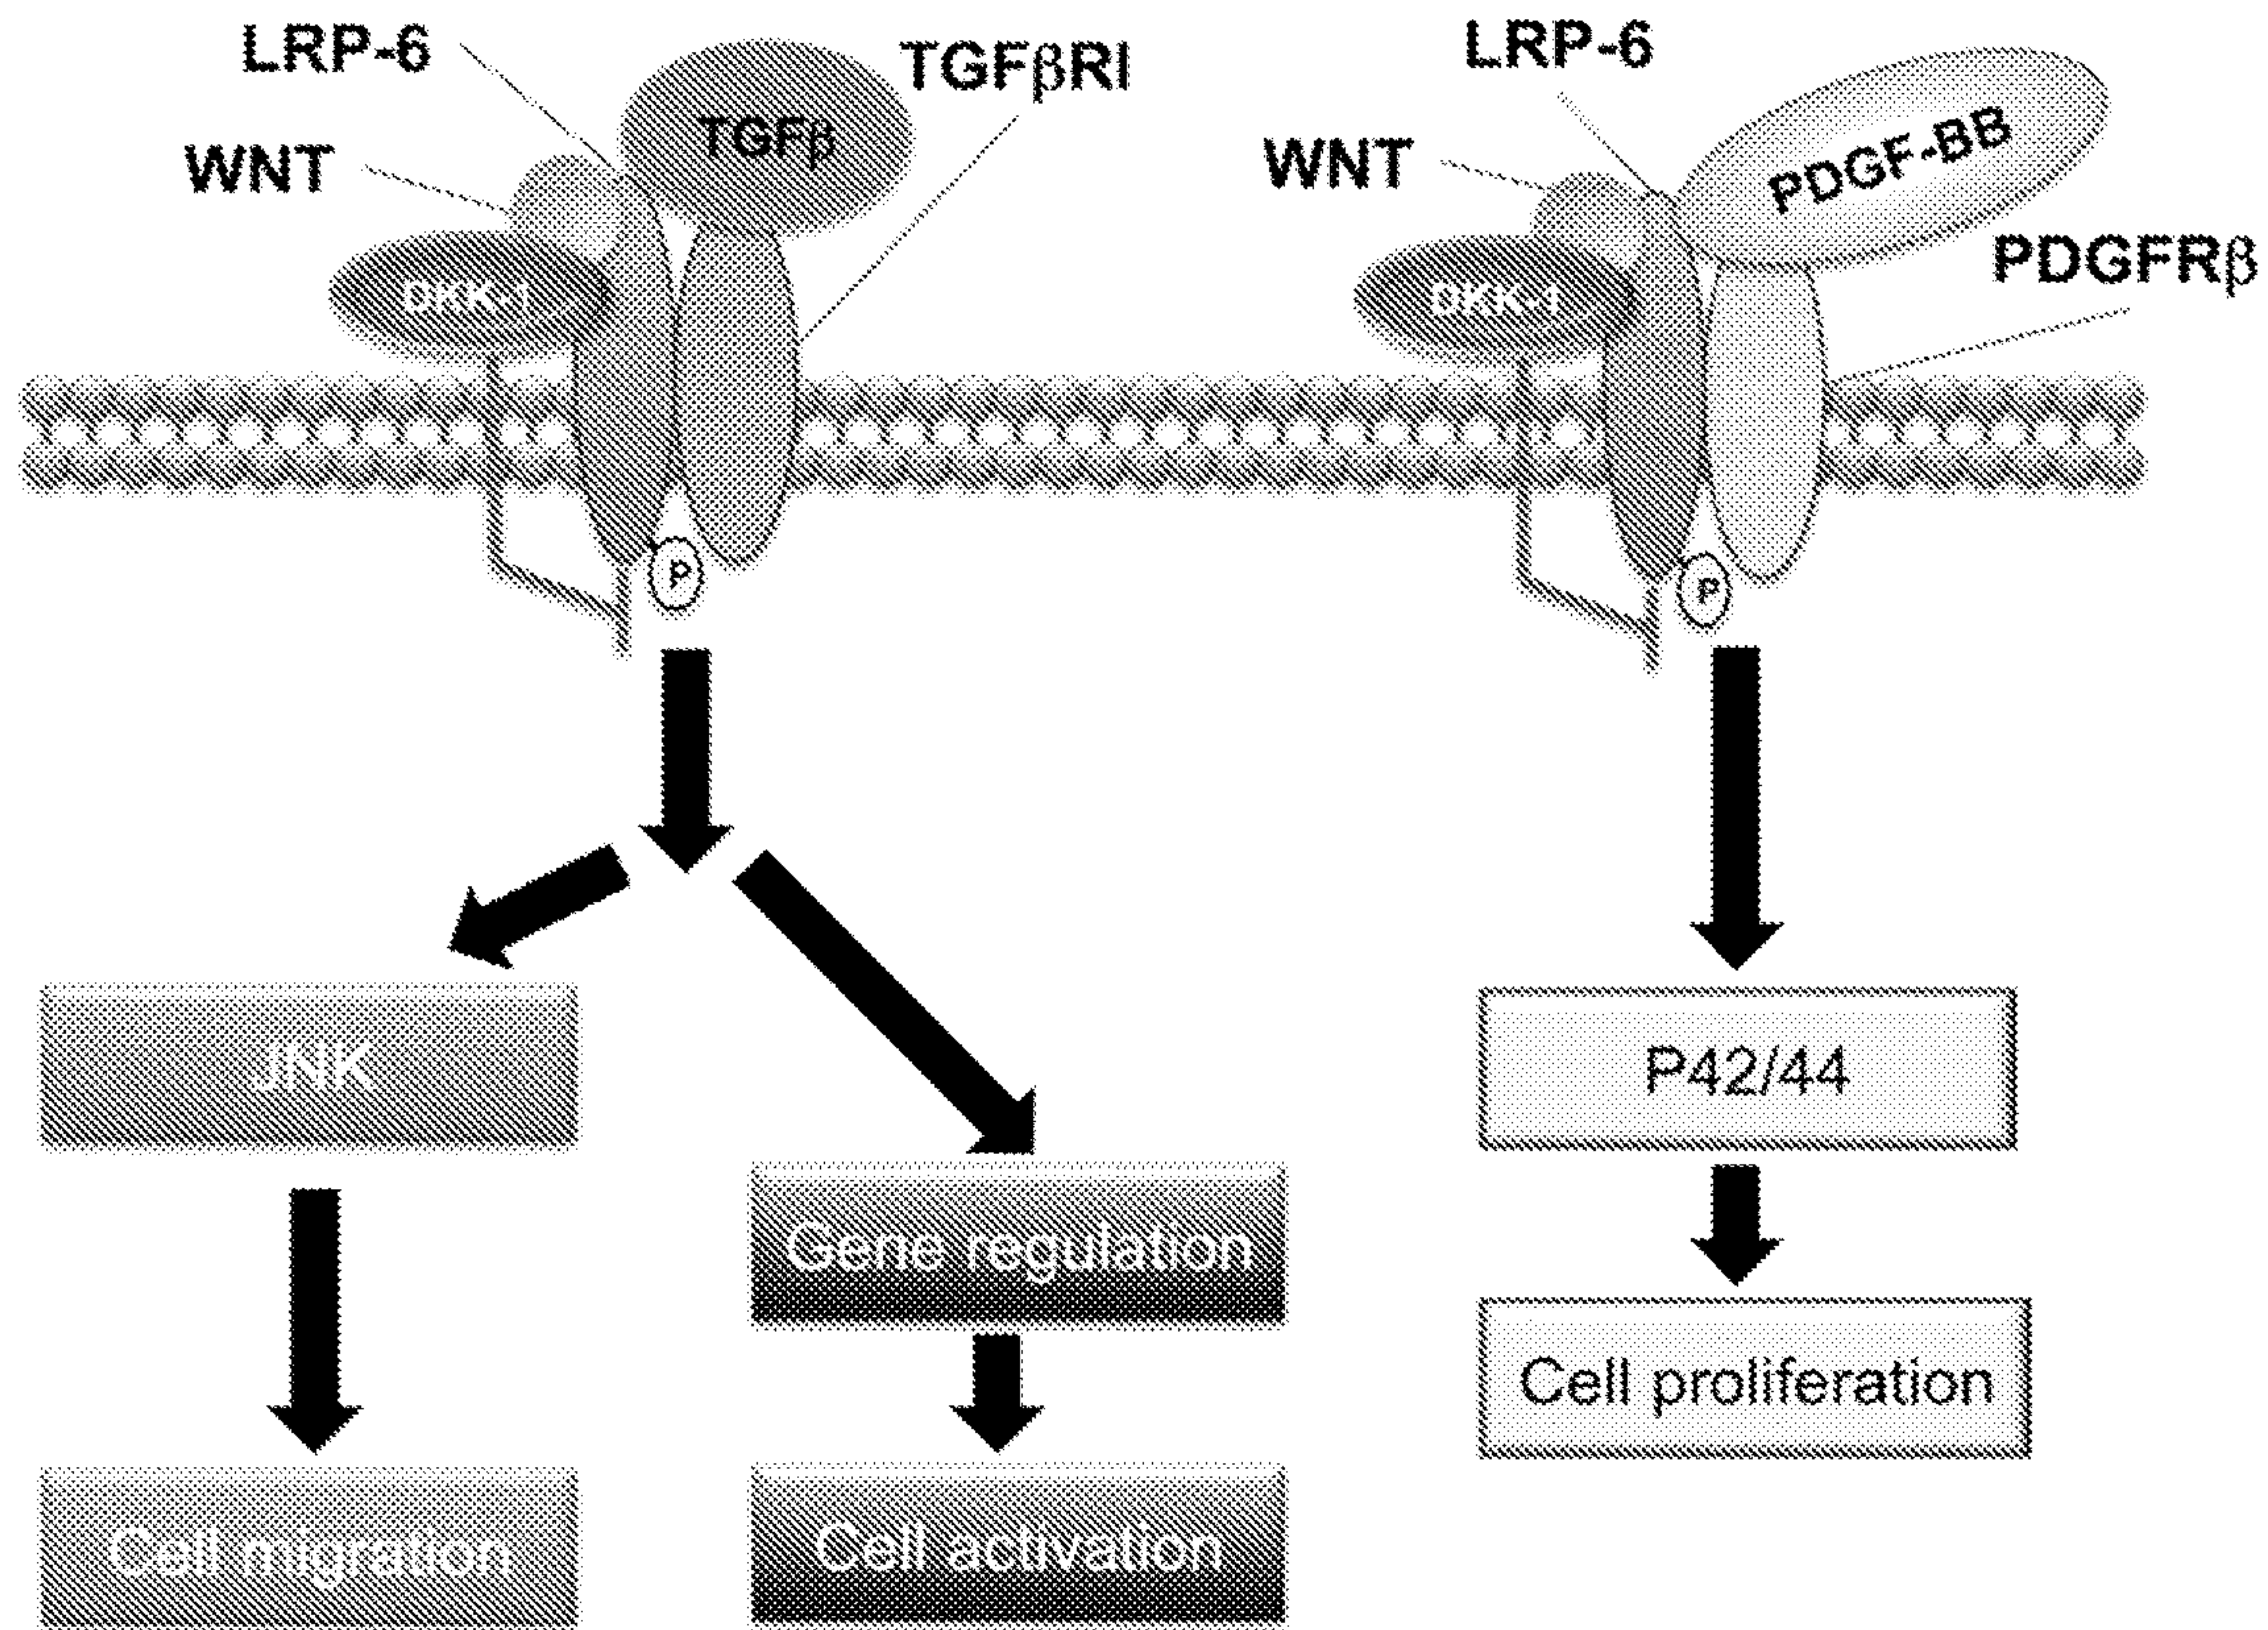 LRP-6
TGFβRI
TGFβ
WNT
DKK-1
P
LRP-6
PDGF-BB
WNT
PDGFRβ
DKK-1
P
JNK
Cell migration
Gene regulation
Cell activation
P42/44
Cell proliferation